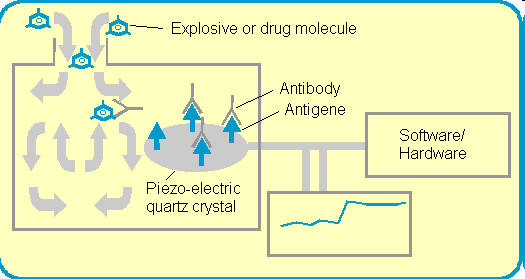 Explosive or drug molecule
Antibody
Antigene
Software/
Hardware
Piezo-electric
quartz crystal